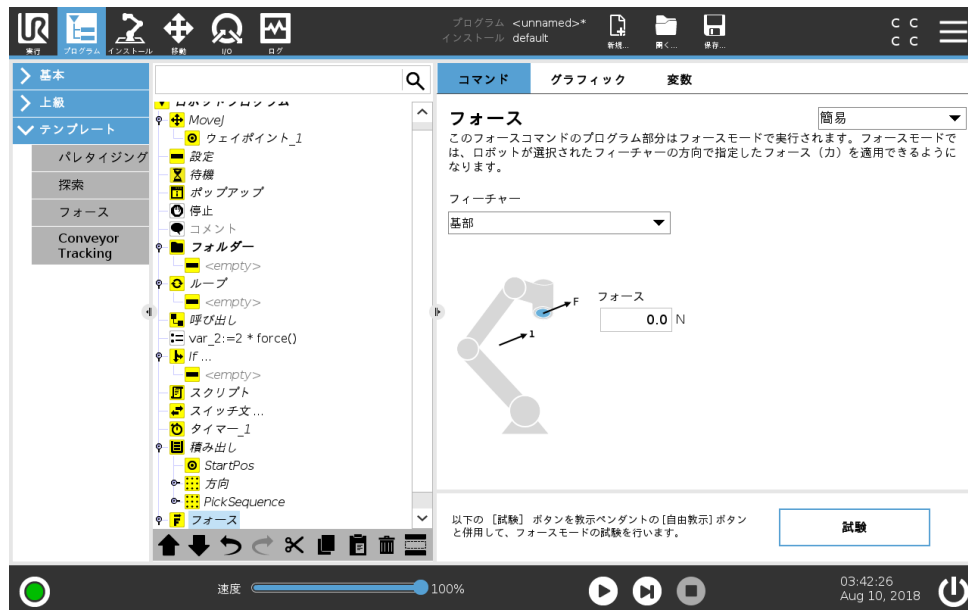 プログラム <unnamed>*
インストール default
C C
C C
実行
プログラム
インストール
移動
I/O
ログ
新規...
開く...
保存...
基本
上級
テンプレート
パレタイジング
探索
フォース
Conveyor
Tracking
ロボットプログラム
MoveJ
ウェイポイント_1
設定
待機
ポップアップ
停止
コメント
フォルダー
<empty>
ループ
<empty>
呼び出し
var_2:=2 * force()
If ...
<empty>
スクリプト
スイッチ文 ...
タイマー_1
積み出し
StartPos
方向
PickSequence
フォース
コマンド
グラフィック
変数
フォース
簡易
このフォースコマンドのプログラム部分はフォースモードで実行されます。フォースモードで
は、ロボットが選択されたフィーチャーの方向で指定したフォース（力）を適用できるように
なります。
フィーチャー
基部
F
1
フォース
0.0 N
以下の ［試験］ ボタンを教示ペンダントの[自由教示]ボタン
と併用して、フォースモードの試験を行います。
試験
速度
100%
03:42:26
Aug 10, 2018